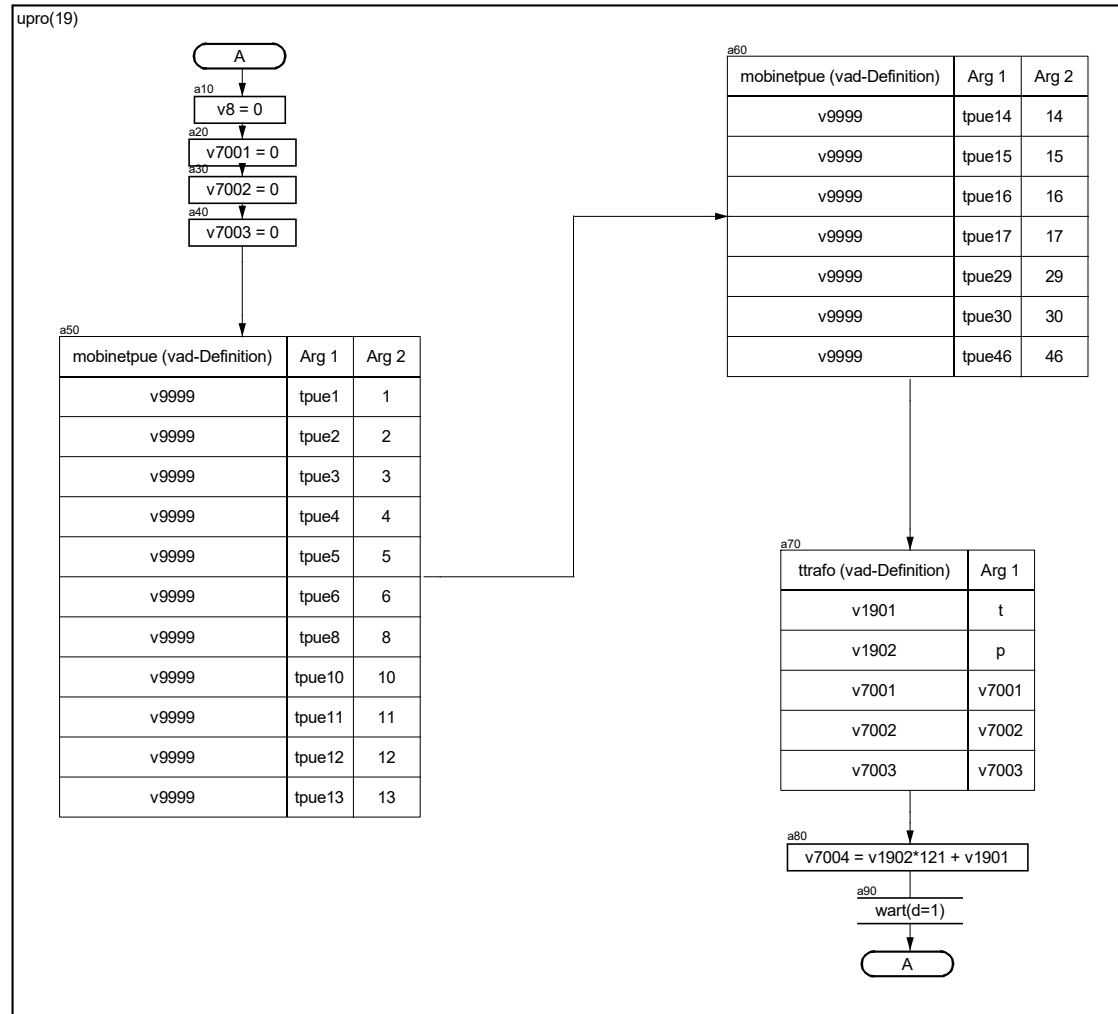 upro(19)
A
a10
v8 = 0
a20
v7001 = 0
a30
v7002 = 0
a40
v7003 = 0
a50
mobinetpue (vad-Definition) Arg 1 Arg 2
v9999 tpue1 1
v9999 tpue2 2
v9999 tpue3 3
v9999 tpue4 4
v9999 tpue5 5
v9999 tpue6 6
v9999 tpue8 8
v9999 tpue10 10
v9999 tpue11 11
v9999 tpue12 12
v9999 tpue13 13
a60
mobinetpue (vad-Definition) Arg 1 Arg 2
v9999 tpue14 14
v9999 tpue15 15
v9999 tpue16 16
v9999 tpue17 17
v9999 tpue29 29
v9999 tpue30 30
v9999 tpue46 46
a70
ttrafo (vad-Definition) Arg 1
v1901 t
v1902 p
v7001 v7001
v7002 v7002
v7003 v7003
a80
v7004 = v1902*121 + v1901
a90
wart(d=1)
A